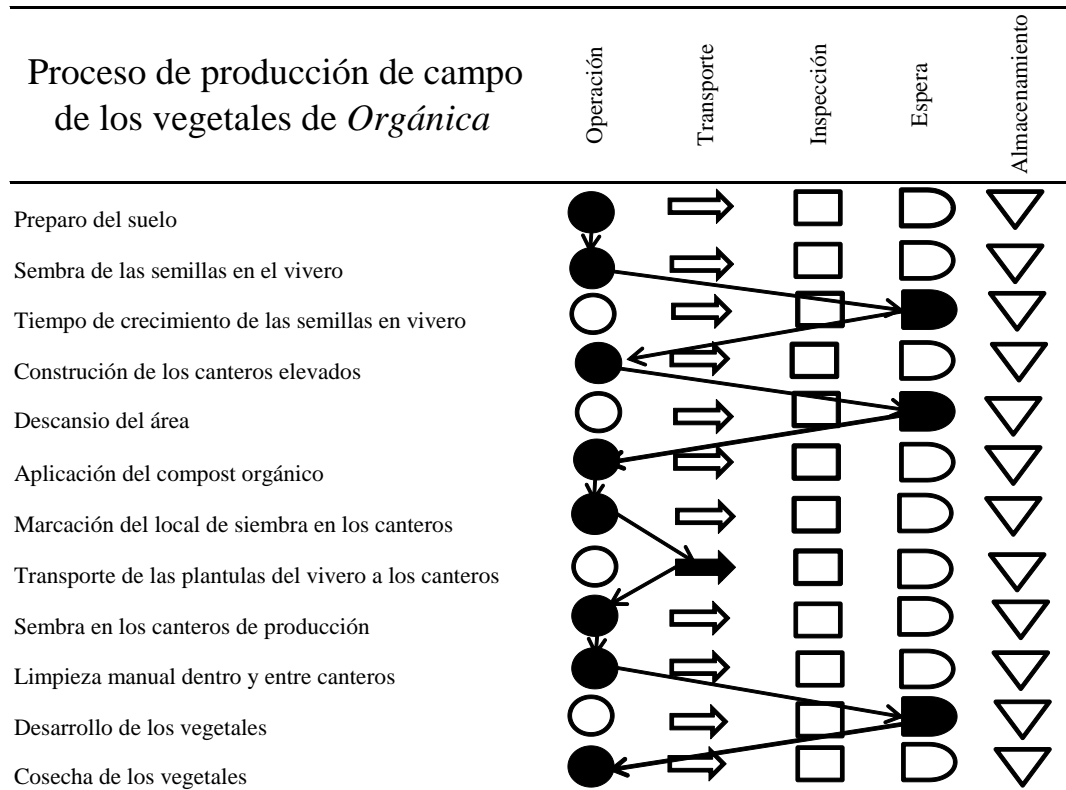 Proceso de producción de campo
de los vegetales de Orgánica
Operación
Transporte
Inspección
Espera
Almacenamiento
Preparo del suelo
Sembra de las semillas en el vivero
Tiempo de crecimiento de las semillas en vivero
Construción de los canteros elevados
Descansio del área
Aplicación del compost orgánico
Marcación del local de siembra en los canteros
Transporte de las plantulas del vivero a los canteros
Sembra en los canteros de producción
Limpieza manual dentro y entre canteros
Desarrollo de los vegetales
Cosecha de los vegetales